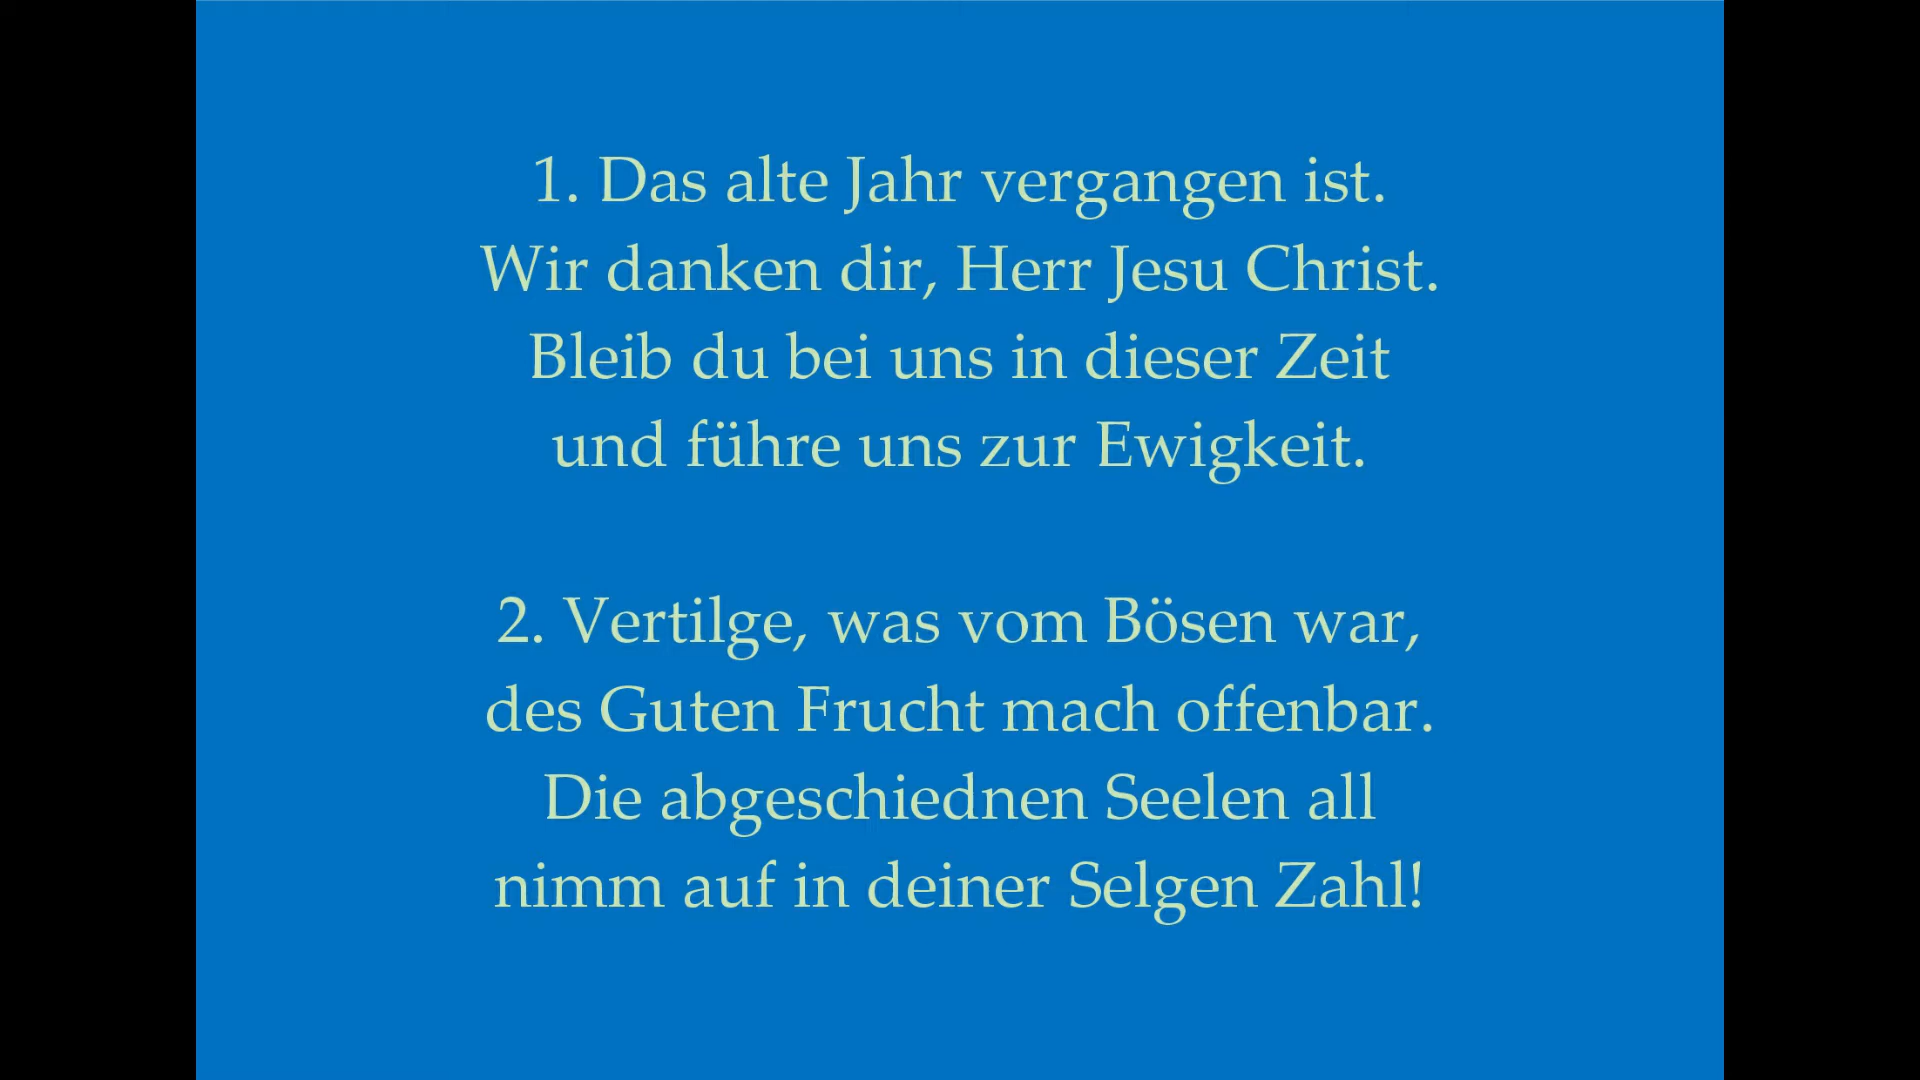 1. Das alte Jahr vergangen ist.
Wir danken dir, Herr Jesu Christ.
Bleib du bei uns in dieser Zeit
und führe uns zur Ewigkeit.
2. Vertilge, was vom Bösen war,
des Guten Frucht mach offenbar.
Die abgeschiednen Seelen all
nimm auf in deiner Selgen Zahl!